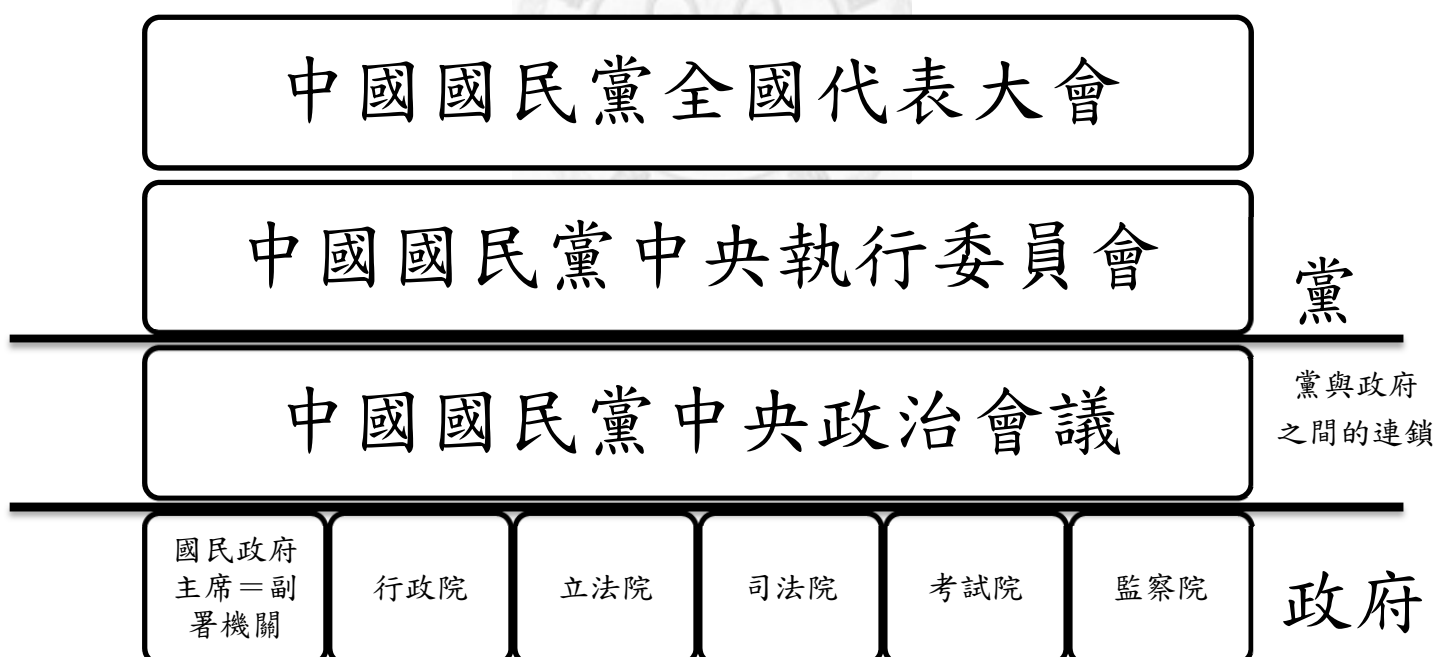 中國國民黨全國代表大會
中國國民黨中央執行委員會
黨
中國國民黨中央政治會議
黨與政府
之間的連鎖
國民政府
主席＝副
署機關
行政院
立法院
司法院
考試院
監察院
政府